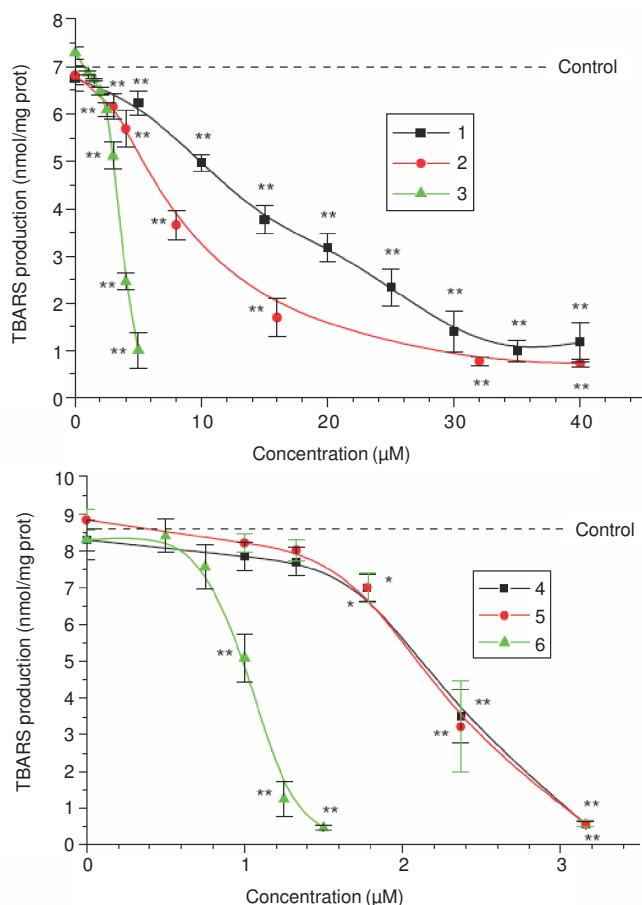 8
7
6
5
4
3
2
1
0
TBARS production (nmol/mg prot)
Control
1
2
3
** ** ** ** ** ** ** ** ** ** ** ** ** ** ** ** ** **
0 10 20 30 40
Concentration (µM)
10
9
8
7
6
5
4
3
2
1
0
TBARS production (nmol/mg prot)
Control
4
5
6
* * ** ** ** ** ** ** **
0 1 2 3
Concentration (µM)